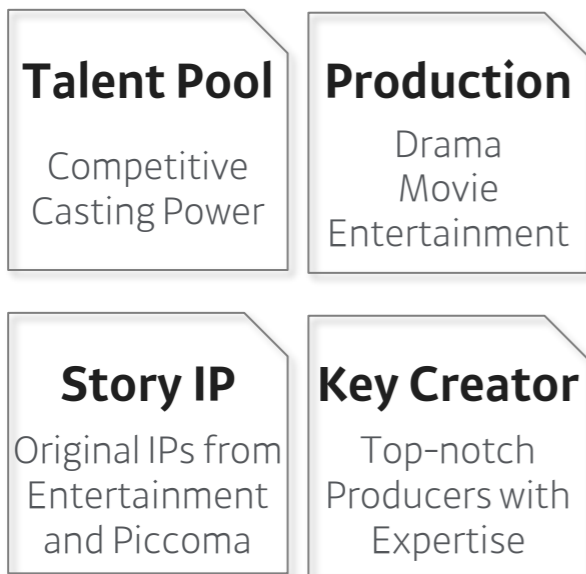 Talent Pool
Competitive
Casting Power
Production
Drama
Movie
Entertainment
Story IP
Original IPs from
Entertainment
and Piccoma
Key Creator
Top-notch
Producers with
Expertise